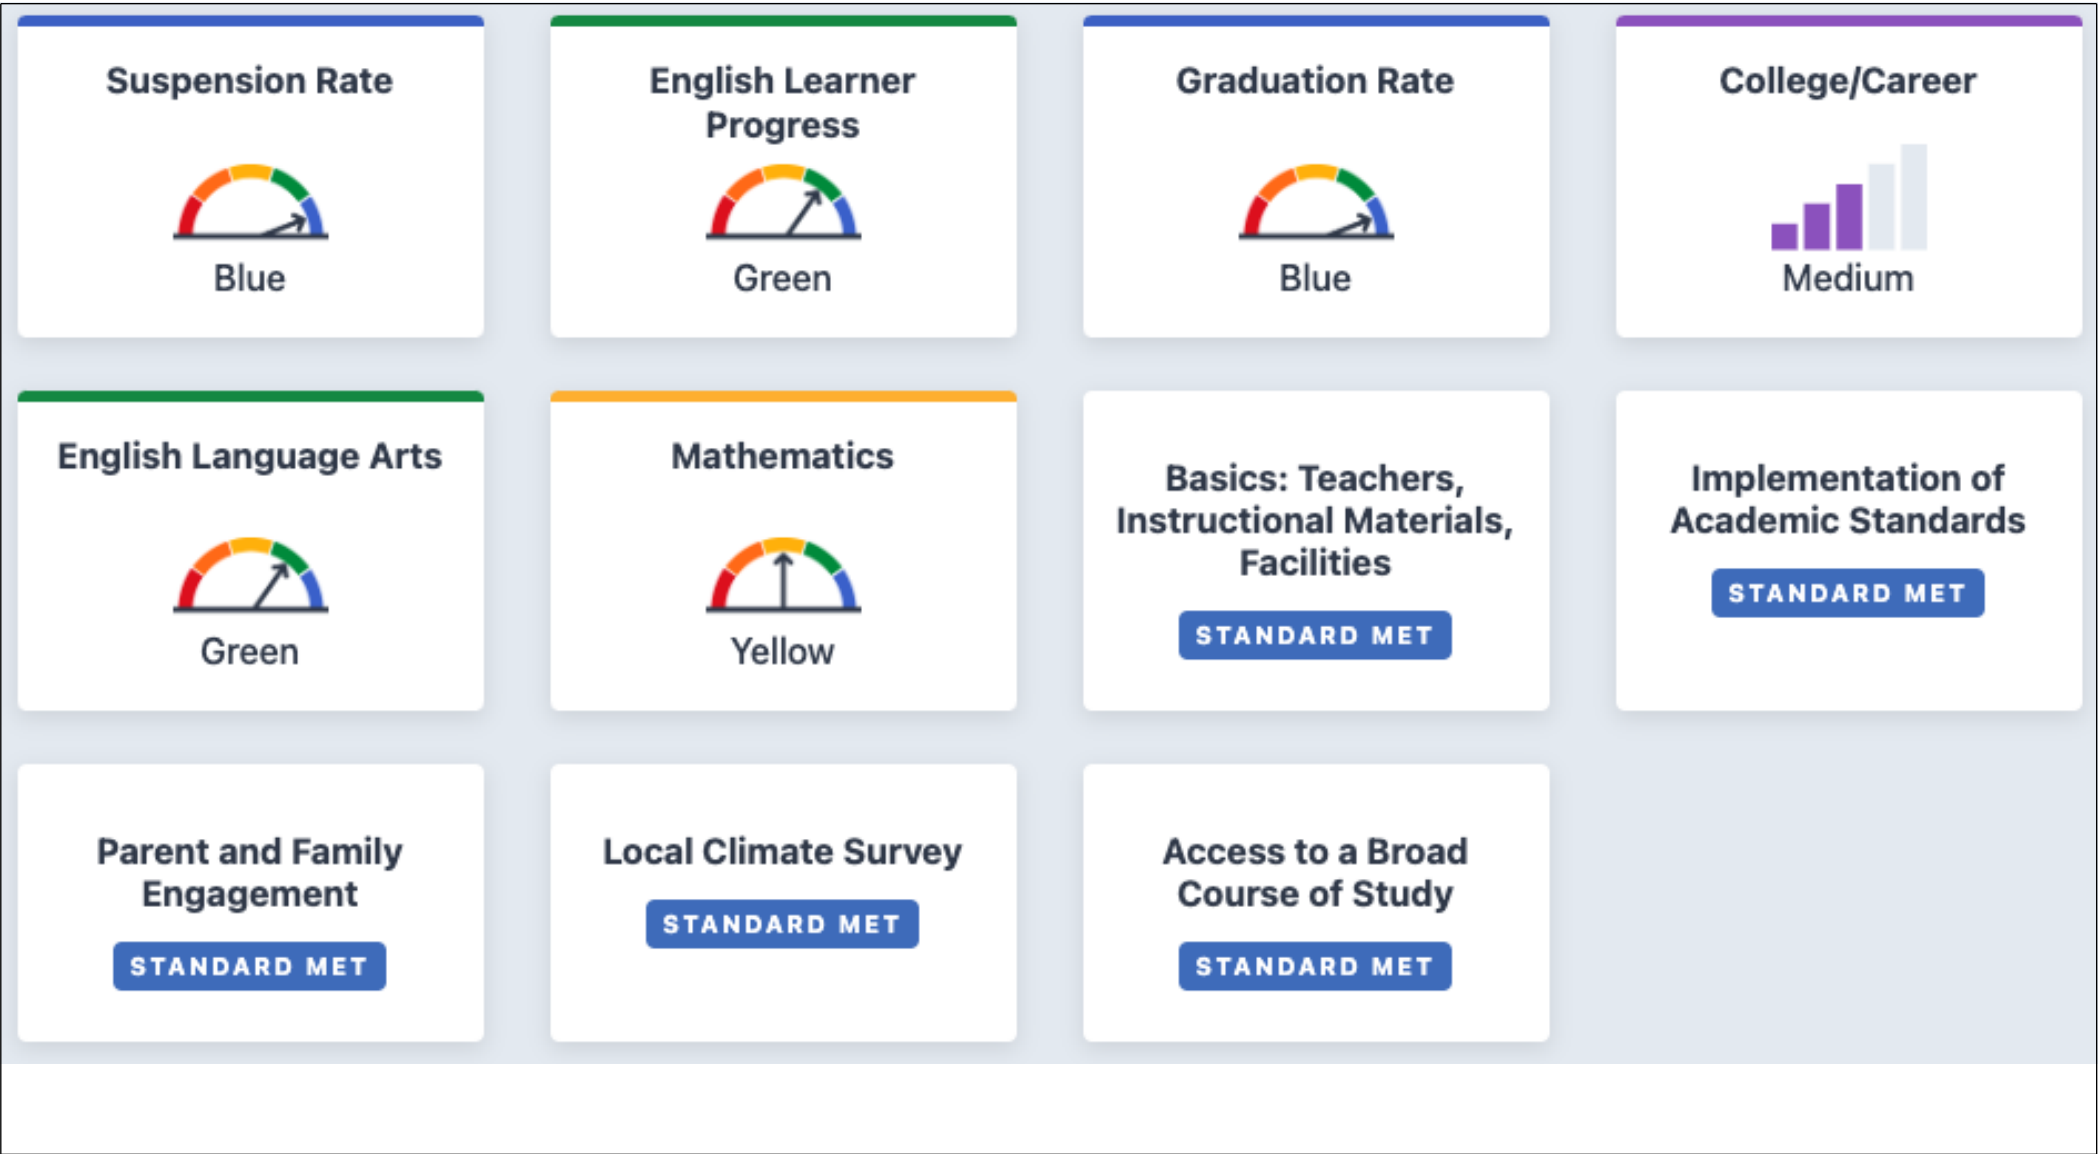 Suspension Rate
Blue
English Learner
Progress
Green
Graduation Rate
Blue
College/Career
Medium
English Language Arts
Green
Mathematics
Yellow
Basics: Teachers,
Instructional Materials,
Facilities
STANDARD MET
Implementation of
Academic Standards
STANDARD MET
Parent and Family
Engagement
STANDARD MET
Local Climate Survey
STANDARD MET
Access to a Broad
Course of Study
STANDARD MET